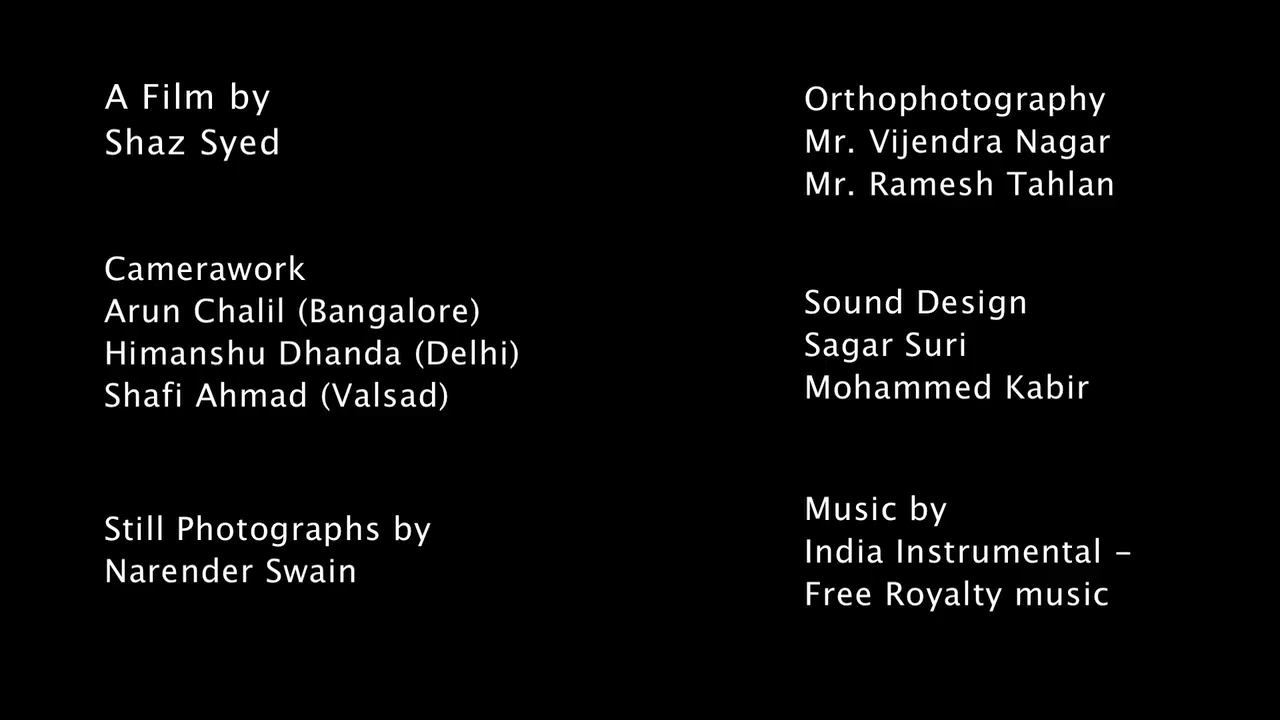 A Film by
Shaz Syed
Camerawork
Arun Chalil (Bangalore)
Himanshu Dhanda (Delhi)
Shafi Ahmad (Valsad)
Still Photographs by
Narender Swain
Orthophotography
Mr. Vijendra Nagar
Mr. Ramesh Tahlan
Sound Design
Sagar Suri
Mohammed Kabir
Music by
India Instrumental –
Free Royalty music